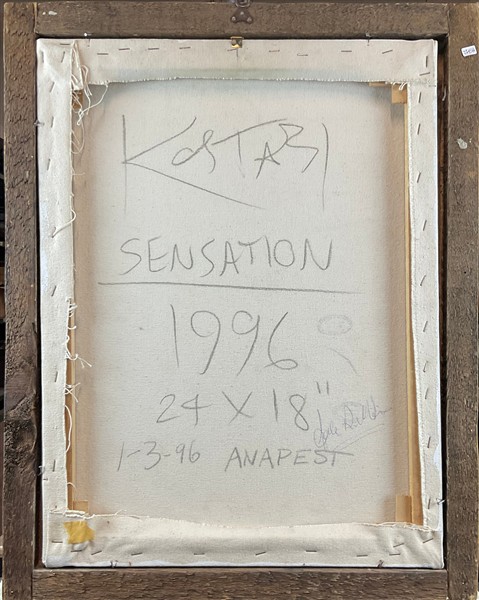 KOSTABI
SENSATION
1996
24 X 18"
1-3-96 ANAPEST